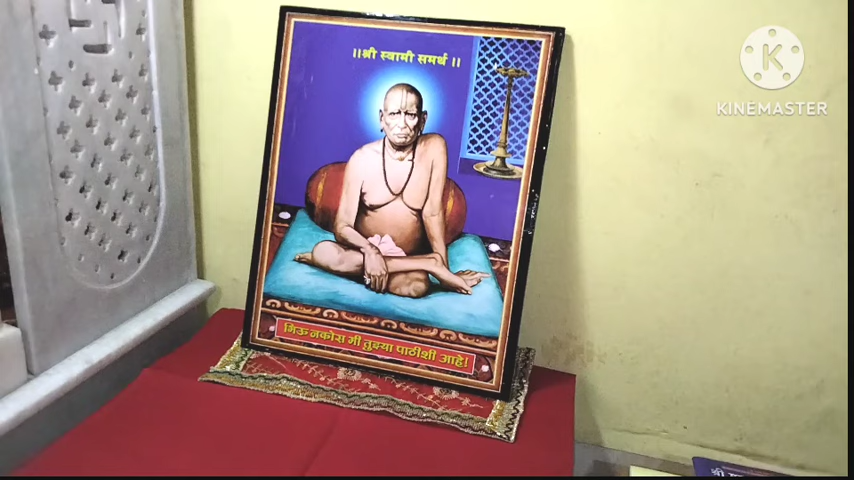 ॥श्री स्वामी समर्थ ॥
K
KINEMASTER
भिऊ नकोस मी तुझ्या पाठीशी आहे!
श्री